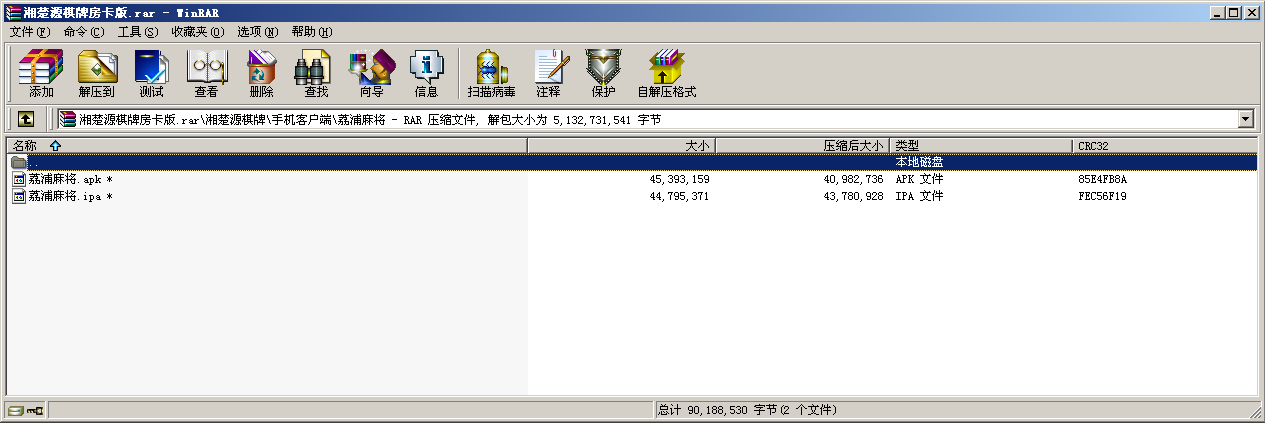 湘楚源棋牌房卡版.rar - WinRAR
文件(F) 命令(C) 工具(S) 收藏夹(O) 选项(N) 帮助(H)
添加 解压到 测试 查看 删除 查找 向导 信息 扫描病毒 注释 保护 自解压格式
湘楚源棋牌房卡版.rar\湘楚源棋牌\手机客户端\荔浦麻将 - RAR 压缩文件, 解包大小为 5,132,731,541 字节
名称 大小 压缩后大小 类型 CRC32
.. 本地磁盘
荔浦麻将.apk * 45,393,159 40,982,736 APK 文件 85E4FB8A
荔浦麻将.ipa * 44,795,371 43,780,928 IPA 文件 FEC56F19
总计 90,188,530 字节(2 个文件)